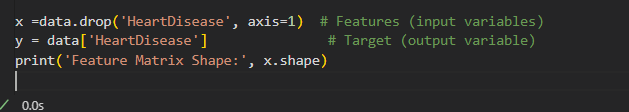 x =data.drop('HeartDisease', axis=1)  # Features (input variables)
y = data['HeartDisease']                # Target (output variable)
print('Feature Matrix Shape:', x.shape)
0.0s